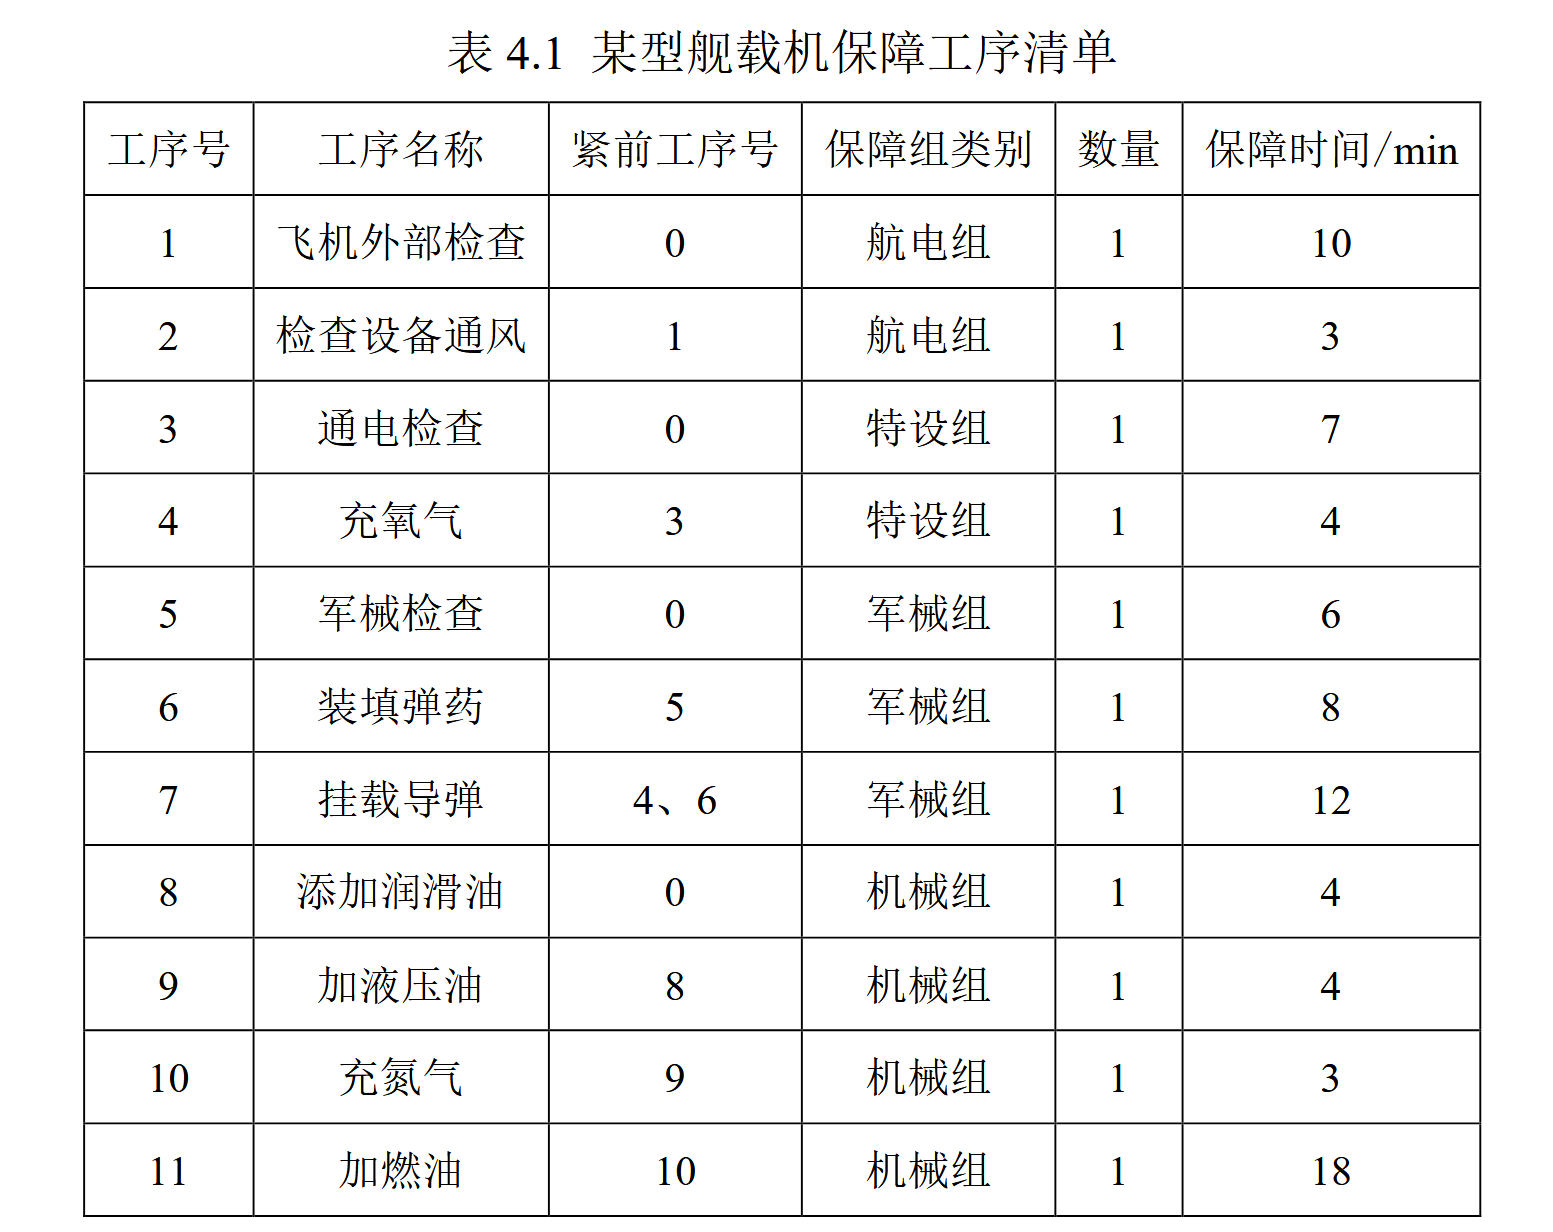 表 4.1 某型舰载机保障工序清单
工序号 工序名称 紧前工序号 保障组类别 数量 保障时间/min
1 飞机外部检查 0 航电组 1 10
2 检查设备通风 1 航电组 1 3
3 通电检查 0 特设组 1 7
4 充氧气 3 特设组 1 4
5 军械检查 0 军械组 1 6
6 装填弹药 5 军械组 1 8
7 挂载导弹 4、6 军械组 1 12
8 添加润滑油 0 机械组 1 4
9 加液压油 8 机械组 1 4
10 充氮气 9 机械组 1 3
11 加燃油 10 机械组 1 18